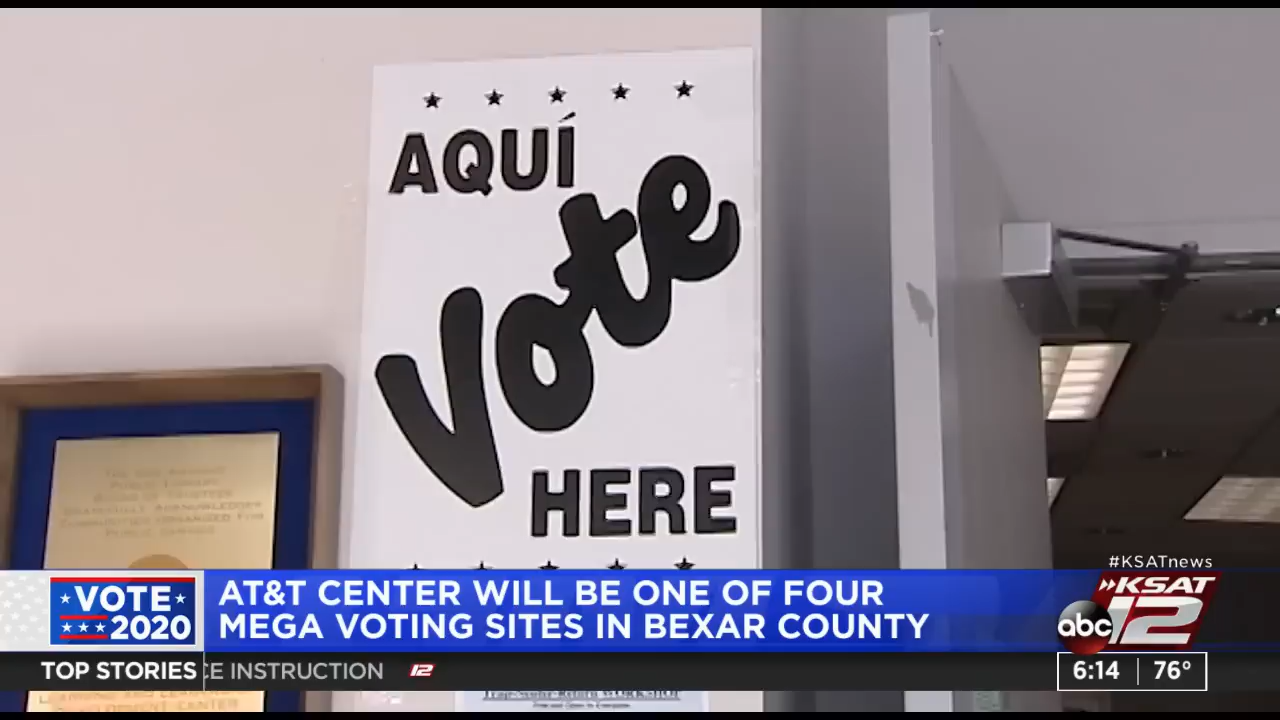 AQUÍ
Vote
HERE
#KSATnews
VOTE
2020
AT&T CENTER WILL BE ONE OF FOUR
MEGA VOTING SITES IN BEXAR COUNTY
KSAT
abc 12
TOP STORIES CE INSTRUCTION 12
6:14 76°